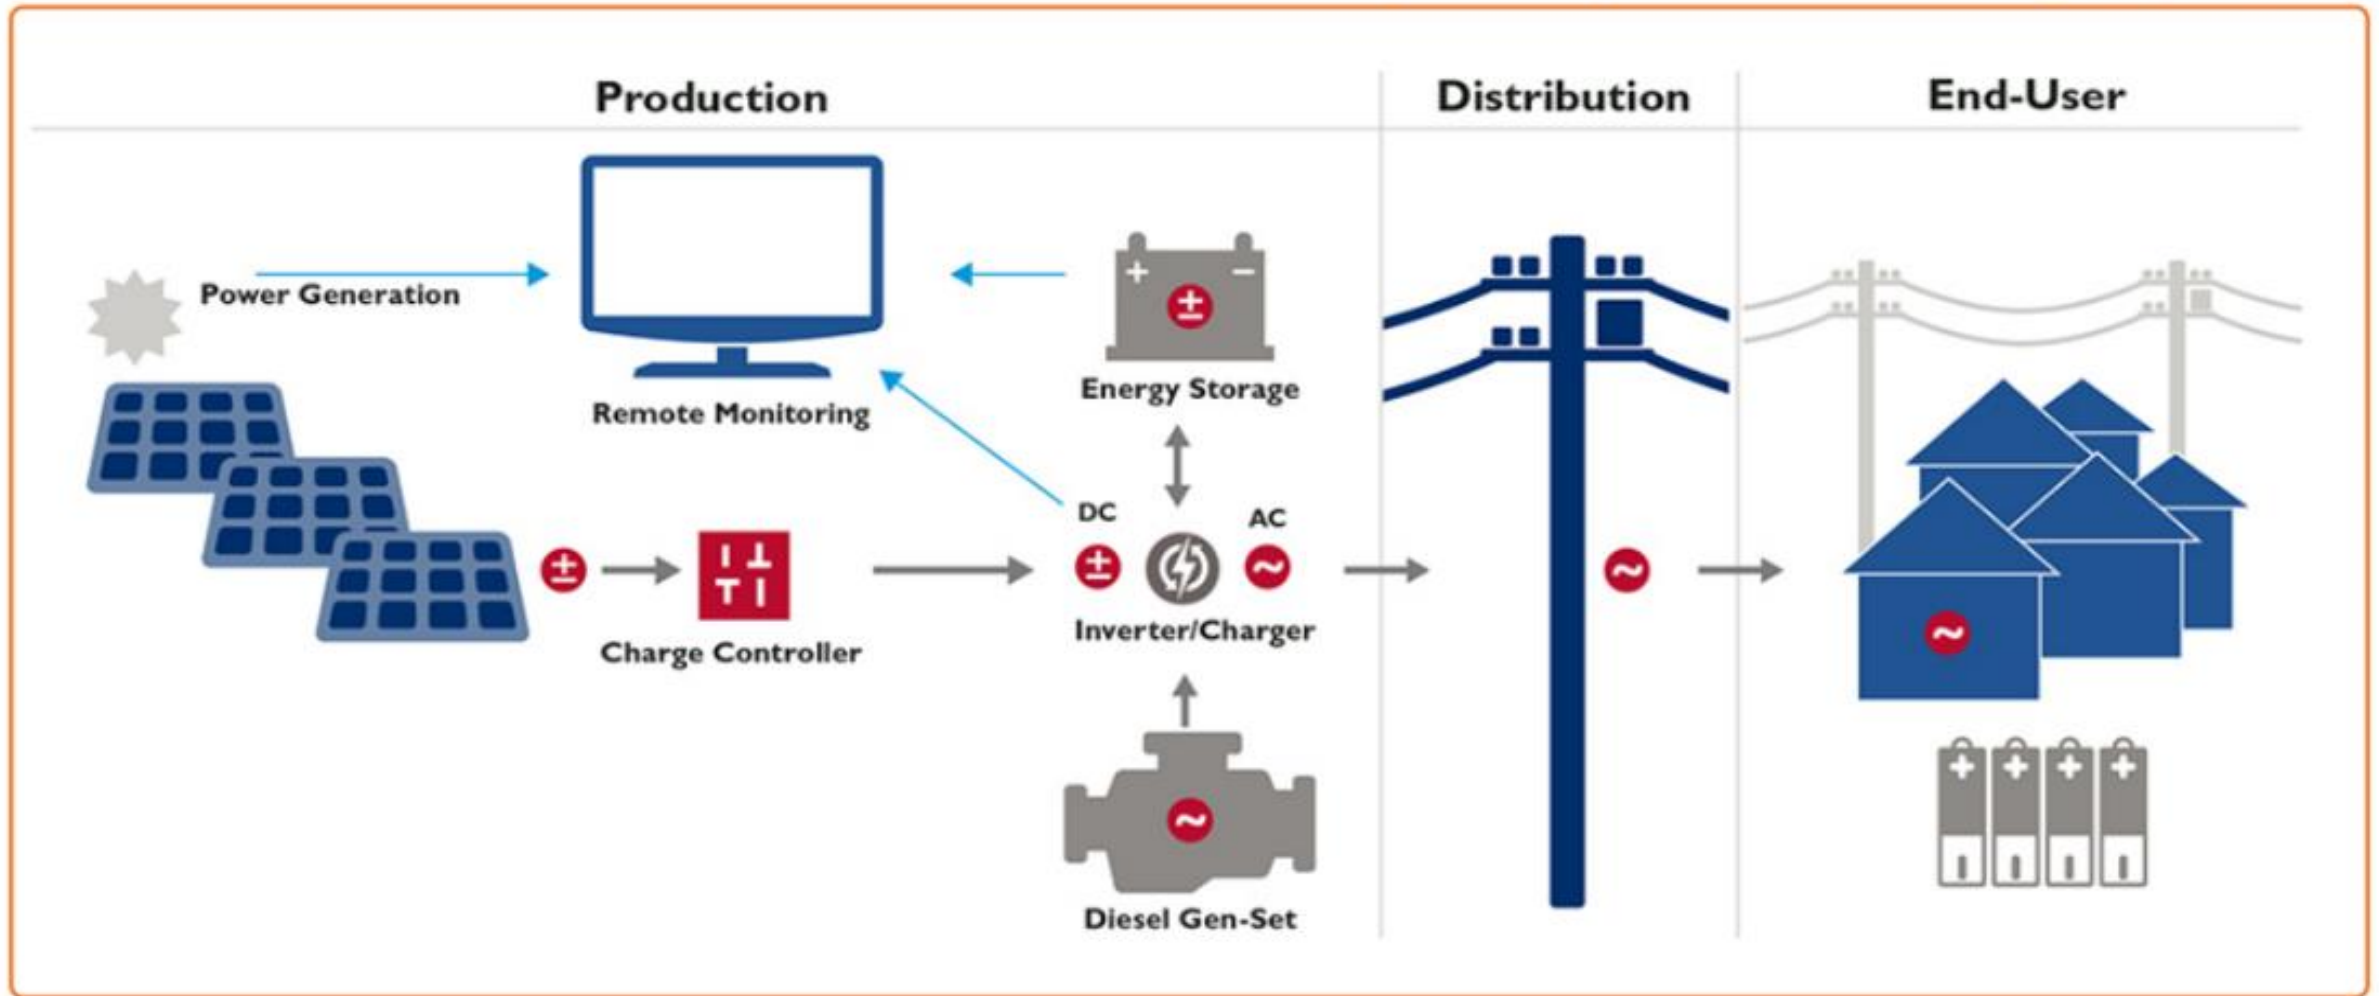 Production
Distribution
End-User
Power Generation
Remote Monitoring
+ −
±
Energy Storage
DC
AC
±
±
~
~
~
Charge Controller
Inverter/Charger
~
Diesel Gen-Set
+ + + +